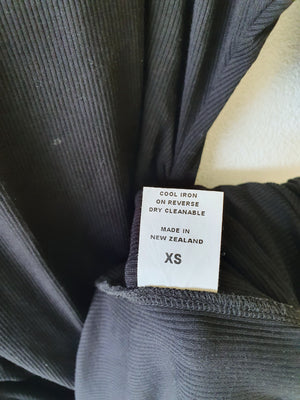 COOL IRON
ON REVERSE
DRY CLEANABLE
MADE IN
NEW ZEALAND
XS